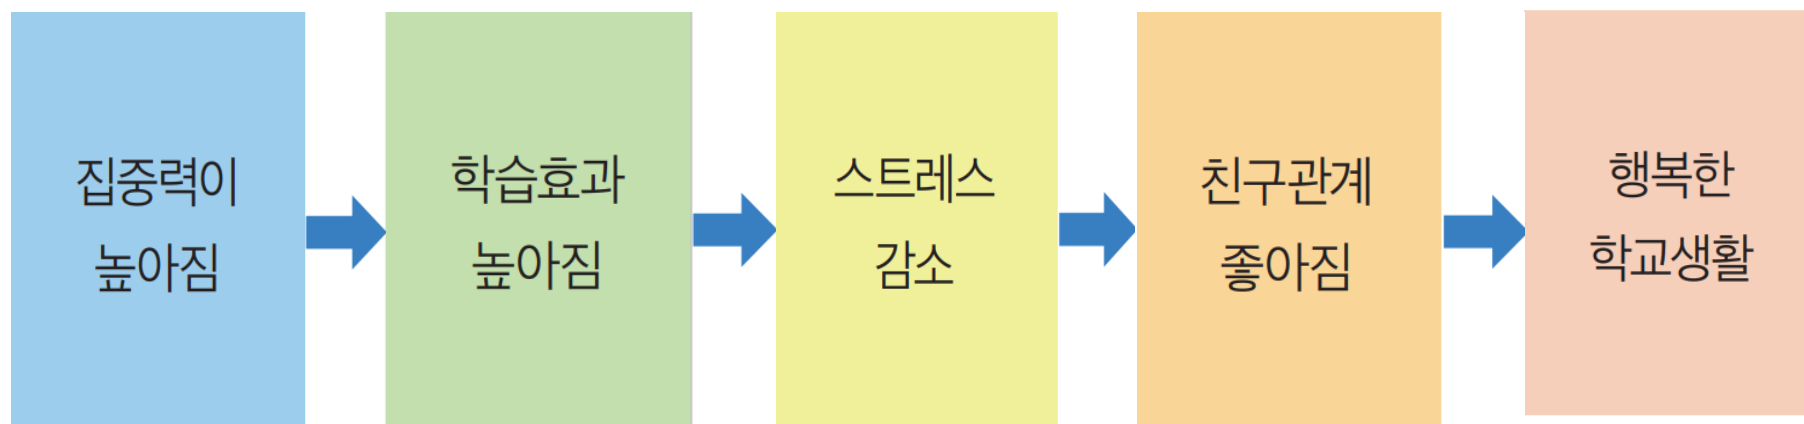 집중력이
높아짐
학습효과
높아짐
스트레스
감소
친구관계
좋아짐
행복한
학교생활